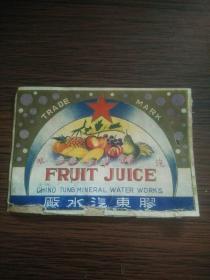 TRADE MARK
FRUIT JUICE
CHIAO TUNG MINERAL WATER WORKS
廠水汽東膠